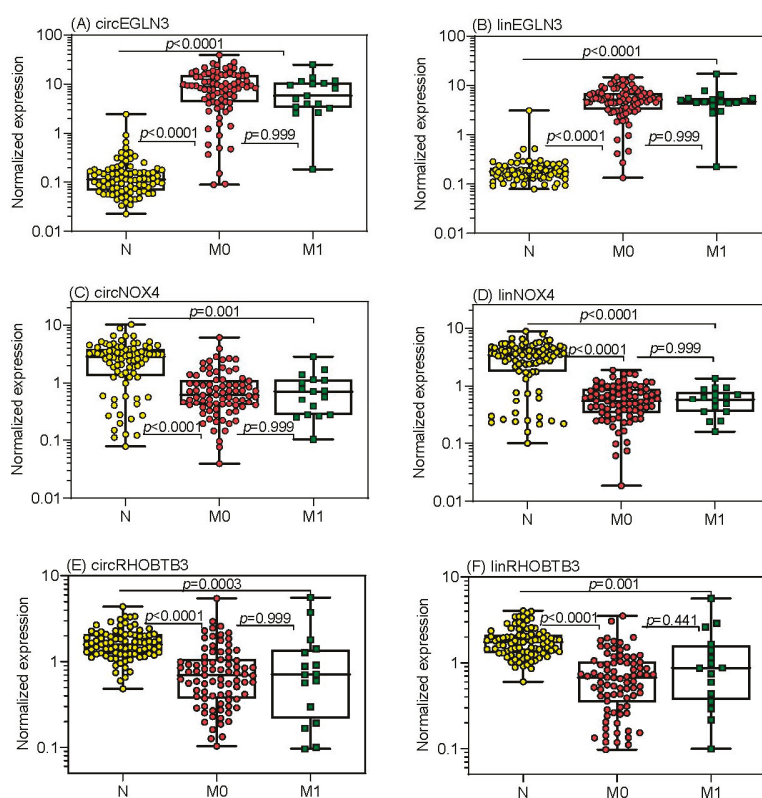 (A) circEGLN3
p<0.0001
p<0.0001
p=0.999
Normalized expression
100
10
1
0.1
0.01
N M0 M1
(B) linEGLN3
p<0.0001
p<0.0001
p=0.999
Normalized expression
100
10
1
0.1
0.01
N M0 M1
(C) circNOX4
p=0.001
p<0.0001
p=0.999
Normalized expression
10
1
0.1
0.01
N M0 M1
(D) linNOX4
p<0.0001
p<0.0001
p=0.999
Normalized expression
10
1
0.1
0.01
N M0 M1
(E) circRHOBTB3
p=0.0003
p<0.0001
p=0.999
Normalized expression
10
1
0.1
N M0 M1
(F) linRHOBTB3
p=0.001
p<0.0001
p=0.441
Normalized expression
10
1
0.1
N M0 M1